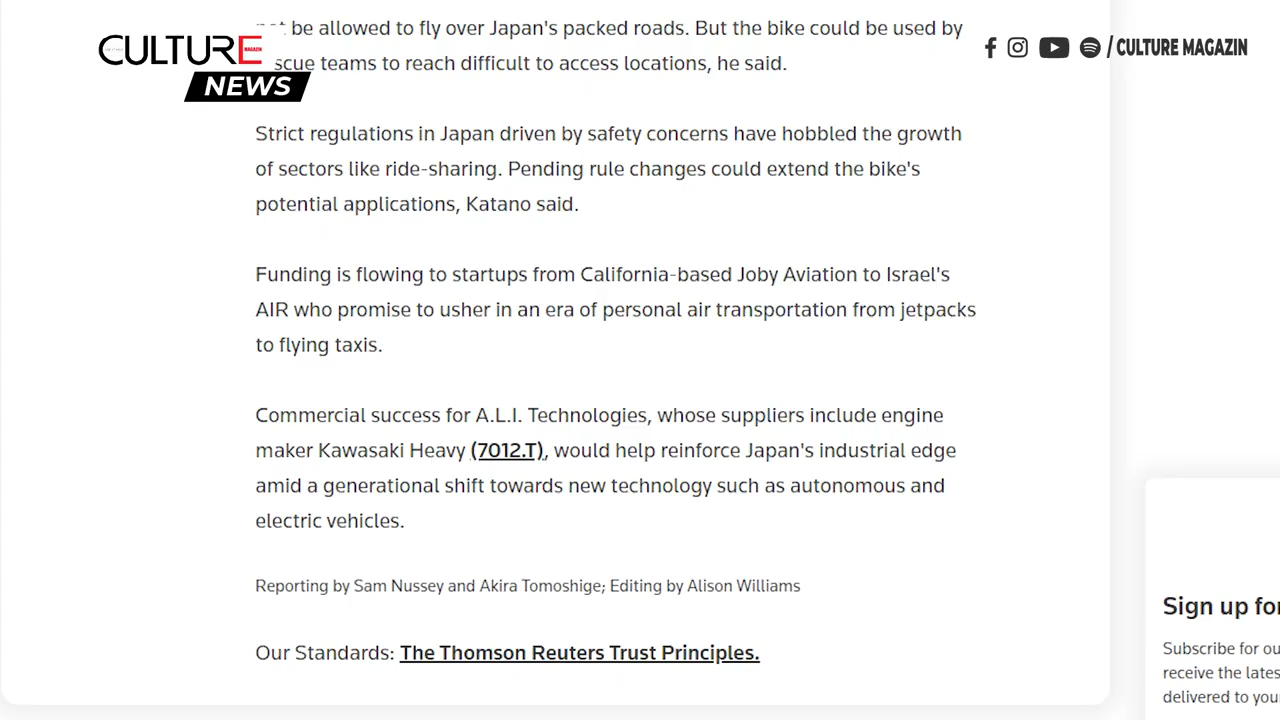 be allowed to fly over Japan's packed roads. But the bike could be used by
CULTURE
MAGAZIN
NEWS
/ CULTURE MAGAZIN
teams to reach difficult to access locations, he said.
Strict regulations in Japan driven by safety concerns have hobbled the growth
of sectors like ride-sharing. Pending rule changes could extend the bike's
potential applications, Katano said.
Funding is flowing to startups from California-based Joby Aviation to Israel's
AIR who promise to usher in an era of personal air transportation from jetpacks
to flying taxis.
Commercial success for A.L.I. Technologies, whose suppliers include engine
maker Kawasaki Heavy (7012.T), would help reinforce Japan's industrial edge
amid a generational shift towards new technology such as autonomous and
electric vehicles.
Reporting by Sam Nussey and Akira Tomoshige; Editing by Alison Williams
Our Standards: The Thomson Reuters Trust Principles.
Sign up for
Subscribe for ou
receive the lates
delivered to you